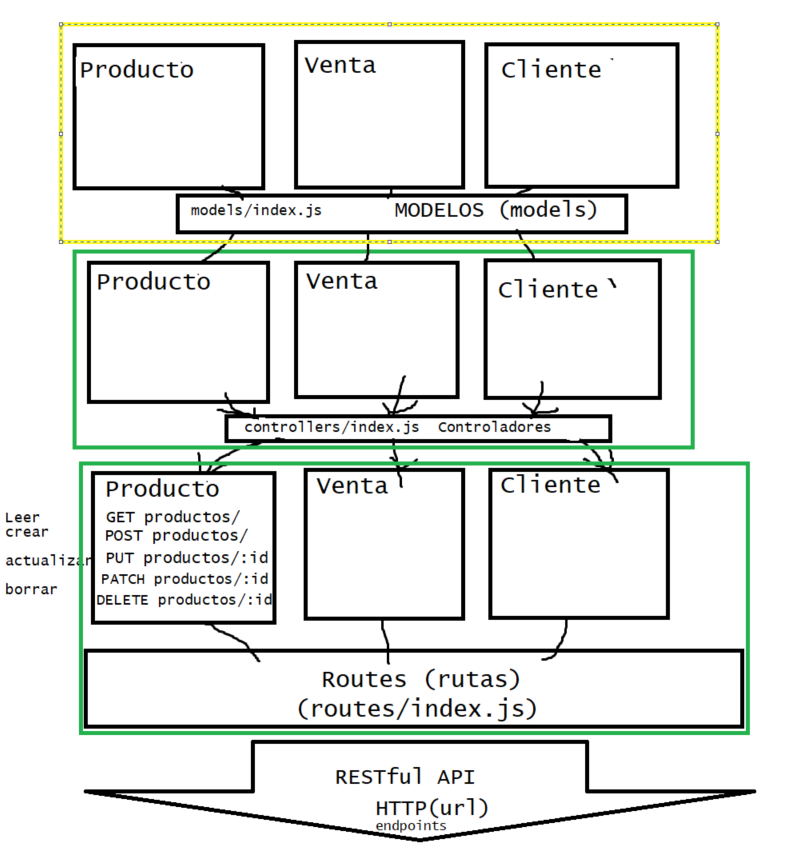 Producto
Venta
Cliente
models/index.js
MODELOS (models)
Producto
Venta
Cliente
controllers/index.js Controladores
Producto
Venta
Cliente
Leer
crear
actualizar
borrar
GET productos/
POST productos/
PUT productos/:id
PATCH productos/:id
DELETE productos/:id
Routes (rutas)
(routes/index.js)
RESTful API
HTTP(url)
endpoints